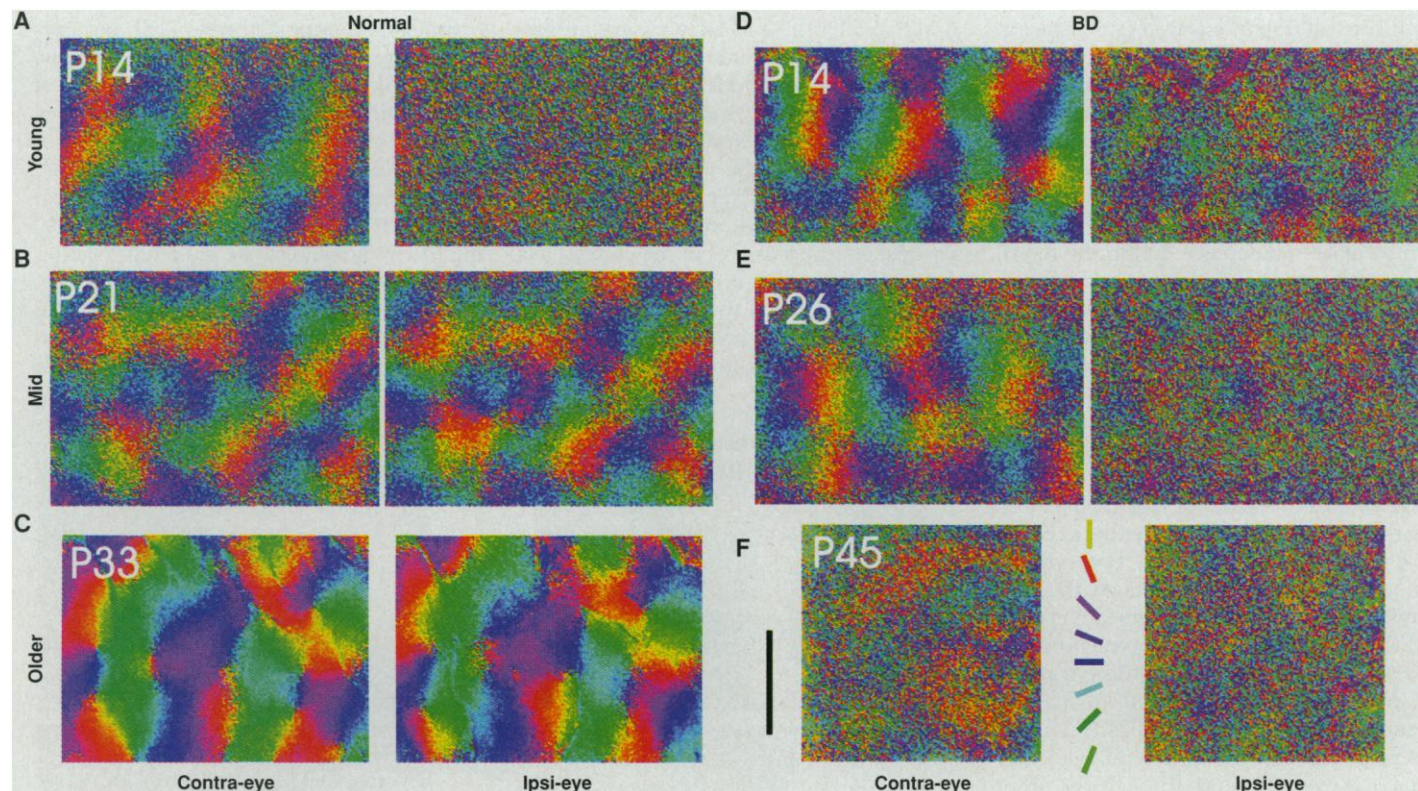 A Normal D BD
P14 P14
Young
B E
P21 P26
Mid
C F
P33 P45
Older
Contra-eye Ipsi-eye Contra-eye Ipsi-eye